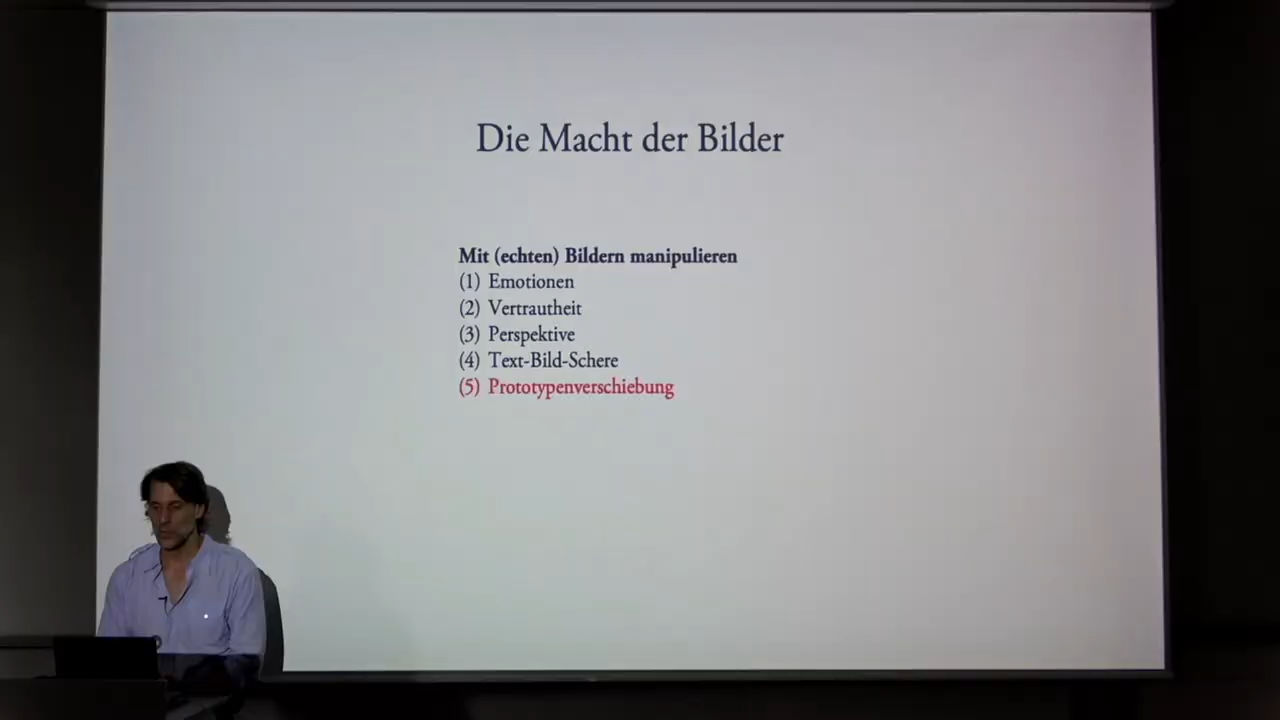 Die Macht der Bilder
Mit (echten) Bildern manipulieren
(1) Emotionen
(2) Vertrautheit
(3) Perspektive
(4) Text-Bild-Schere
(5) Prototypenverschiebung